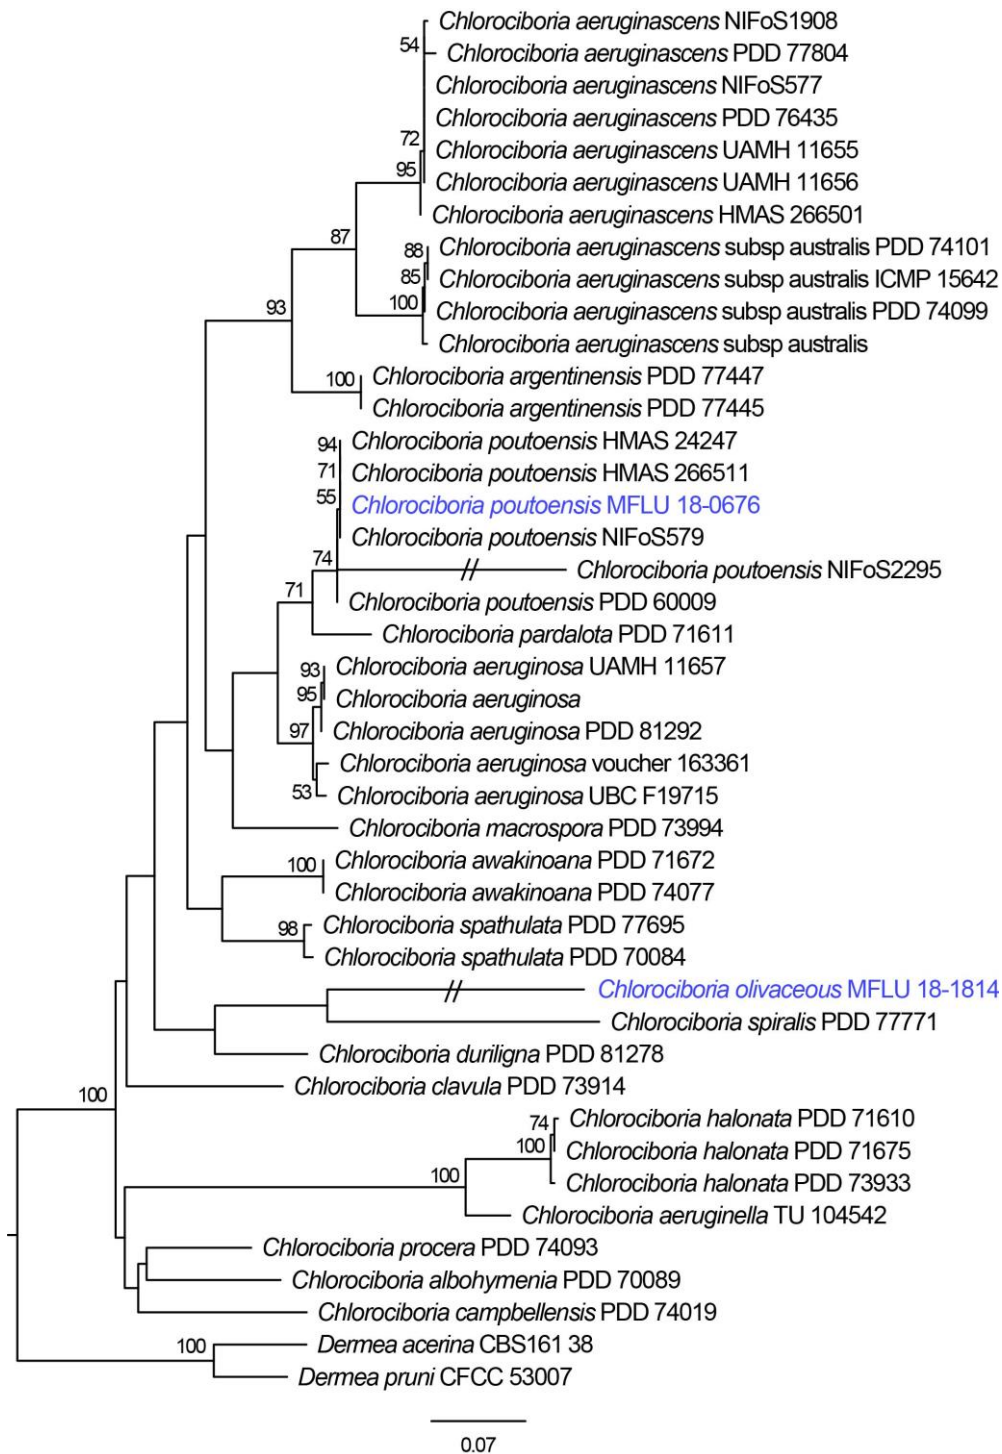 Chlorociboria aeruginascens NIFoS1908
54
Chlorociboria aeruginascens PDD 77804
Chlorociboria aeruginascens NIFoS577
Chlorociboria aeruginascens PDD 76435
72
Chlorociboria aeruginascens UAMH 11655
95
Chlorociboria aeruginascens UAMH 11656
Chlorociboria aeruginascens HMAS 266501
87
88
Chlorociboria aeruginascens subsp australis PDD 74101
85
Chlorociboria aeruginascens subsp australis ICMP 15642
93
100
Chlorociboria aeruginascens subsp australis PDD 74099
Chlorociboria aeruginascens subsp australis
100
Chlorociboria argentinensis PDD 77447
Chlorociboria argentinensis PDD 77445
94
Chlorociboria poutoensis HMAS 24247
71
Chlorociboria poutoensis HMAS 266511
55
Chlorociboria poutoensis MFLU 18-0676
Chlorociboria poutoensis NIFoS579
74
//
Chlorociboria poutoensis NIFoS2295
71
Chlorociboria poutoensis PDD 60009
Chlorociboria pardalota PDD 71611
93
Chlorociboria aeruginosa UAMH 11657
95
Chlorociboria aeruginosa
97
Chlorociboria aeruginosa PDD 81292
Chlorociboria aeruginosa voucher 163361
53
Chlorociboria aeruginosa UBC F19715
Chlorociboria macrospora PDD 73994
100
Chlorociboria awakinoana PDD 71672
Chlorociboria awakinoana PDD 74077
98
Chlorociboria spathulata PDD 77695
Chlorociboria spathulata PDD 70084
//
Chlorociboria olivaceous MFLU 18-1814
Chlorociboria spiralis PDD 77771
Chlorociboria duriligna PDD 81278
Chlorociboria clavula PDD 73914
100
74
Chlorociboria halonata PDD 71610
100
Chlorociboria halonata PDD 71675
100
Chlorociboria halonata PDD 73933
Chlorociboria aeruginella TU 104542
Chlorociboria procera PDD 74093
Chlorociboria albohymenia PDD 70089
Chlorociboria campbellensis PDD 74019
100
Dermea acerina CBS161 38
Dermea pruni CFCC 53007
0.07